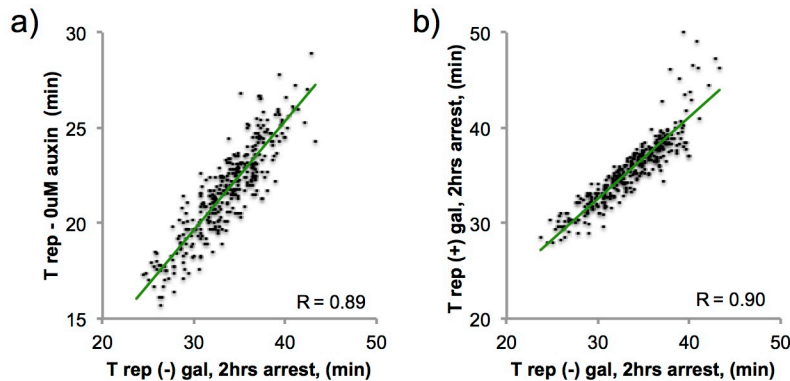 a)
T rep - 0uM auxin (min)
30
25
20
15
20
30
40
50
R = 0.89
T rep (-) gal, 2hrs arrest, (min)
b)
T rep (+) gal, 2hrs arrest, (min)
50
40
30
20
20
30
40
50
R = 0.90
T rep (-) gal, 2hrs arrest, (min)